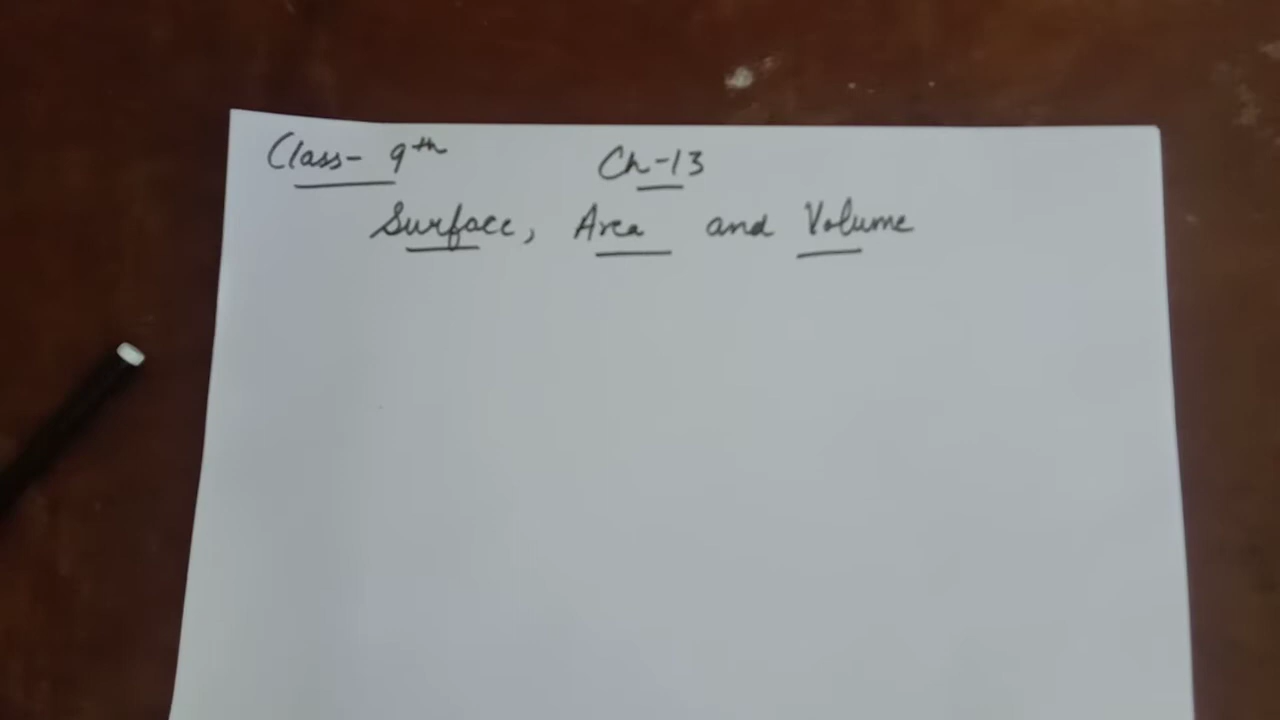 Class- 9th Ch-13
Surface, Area and Volume